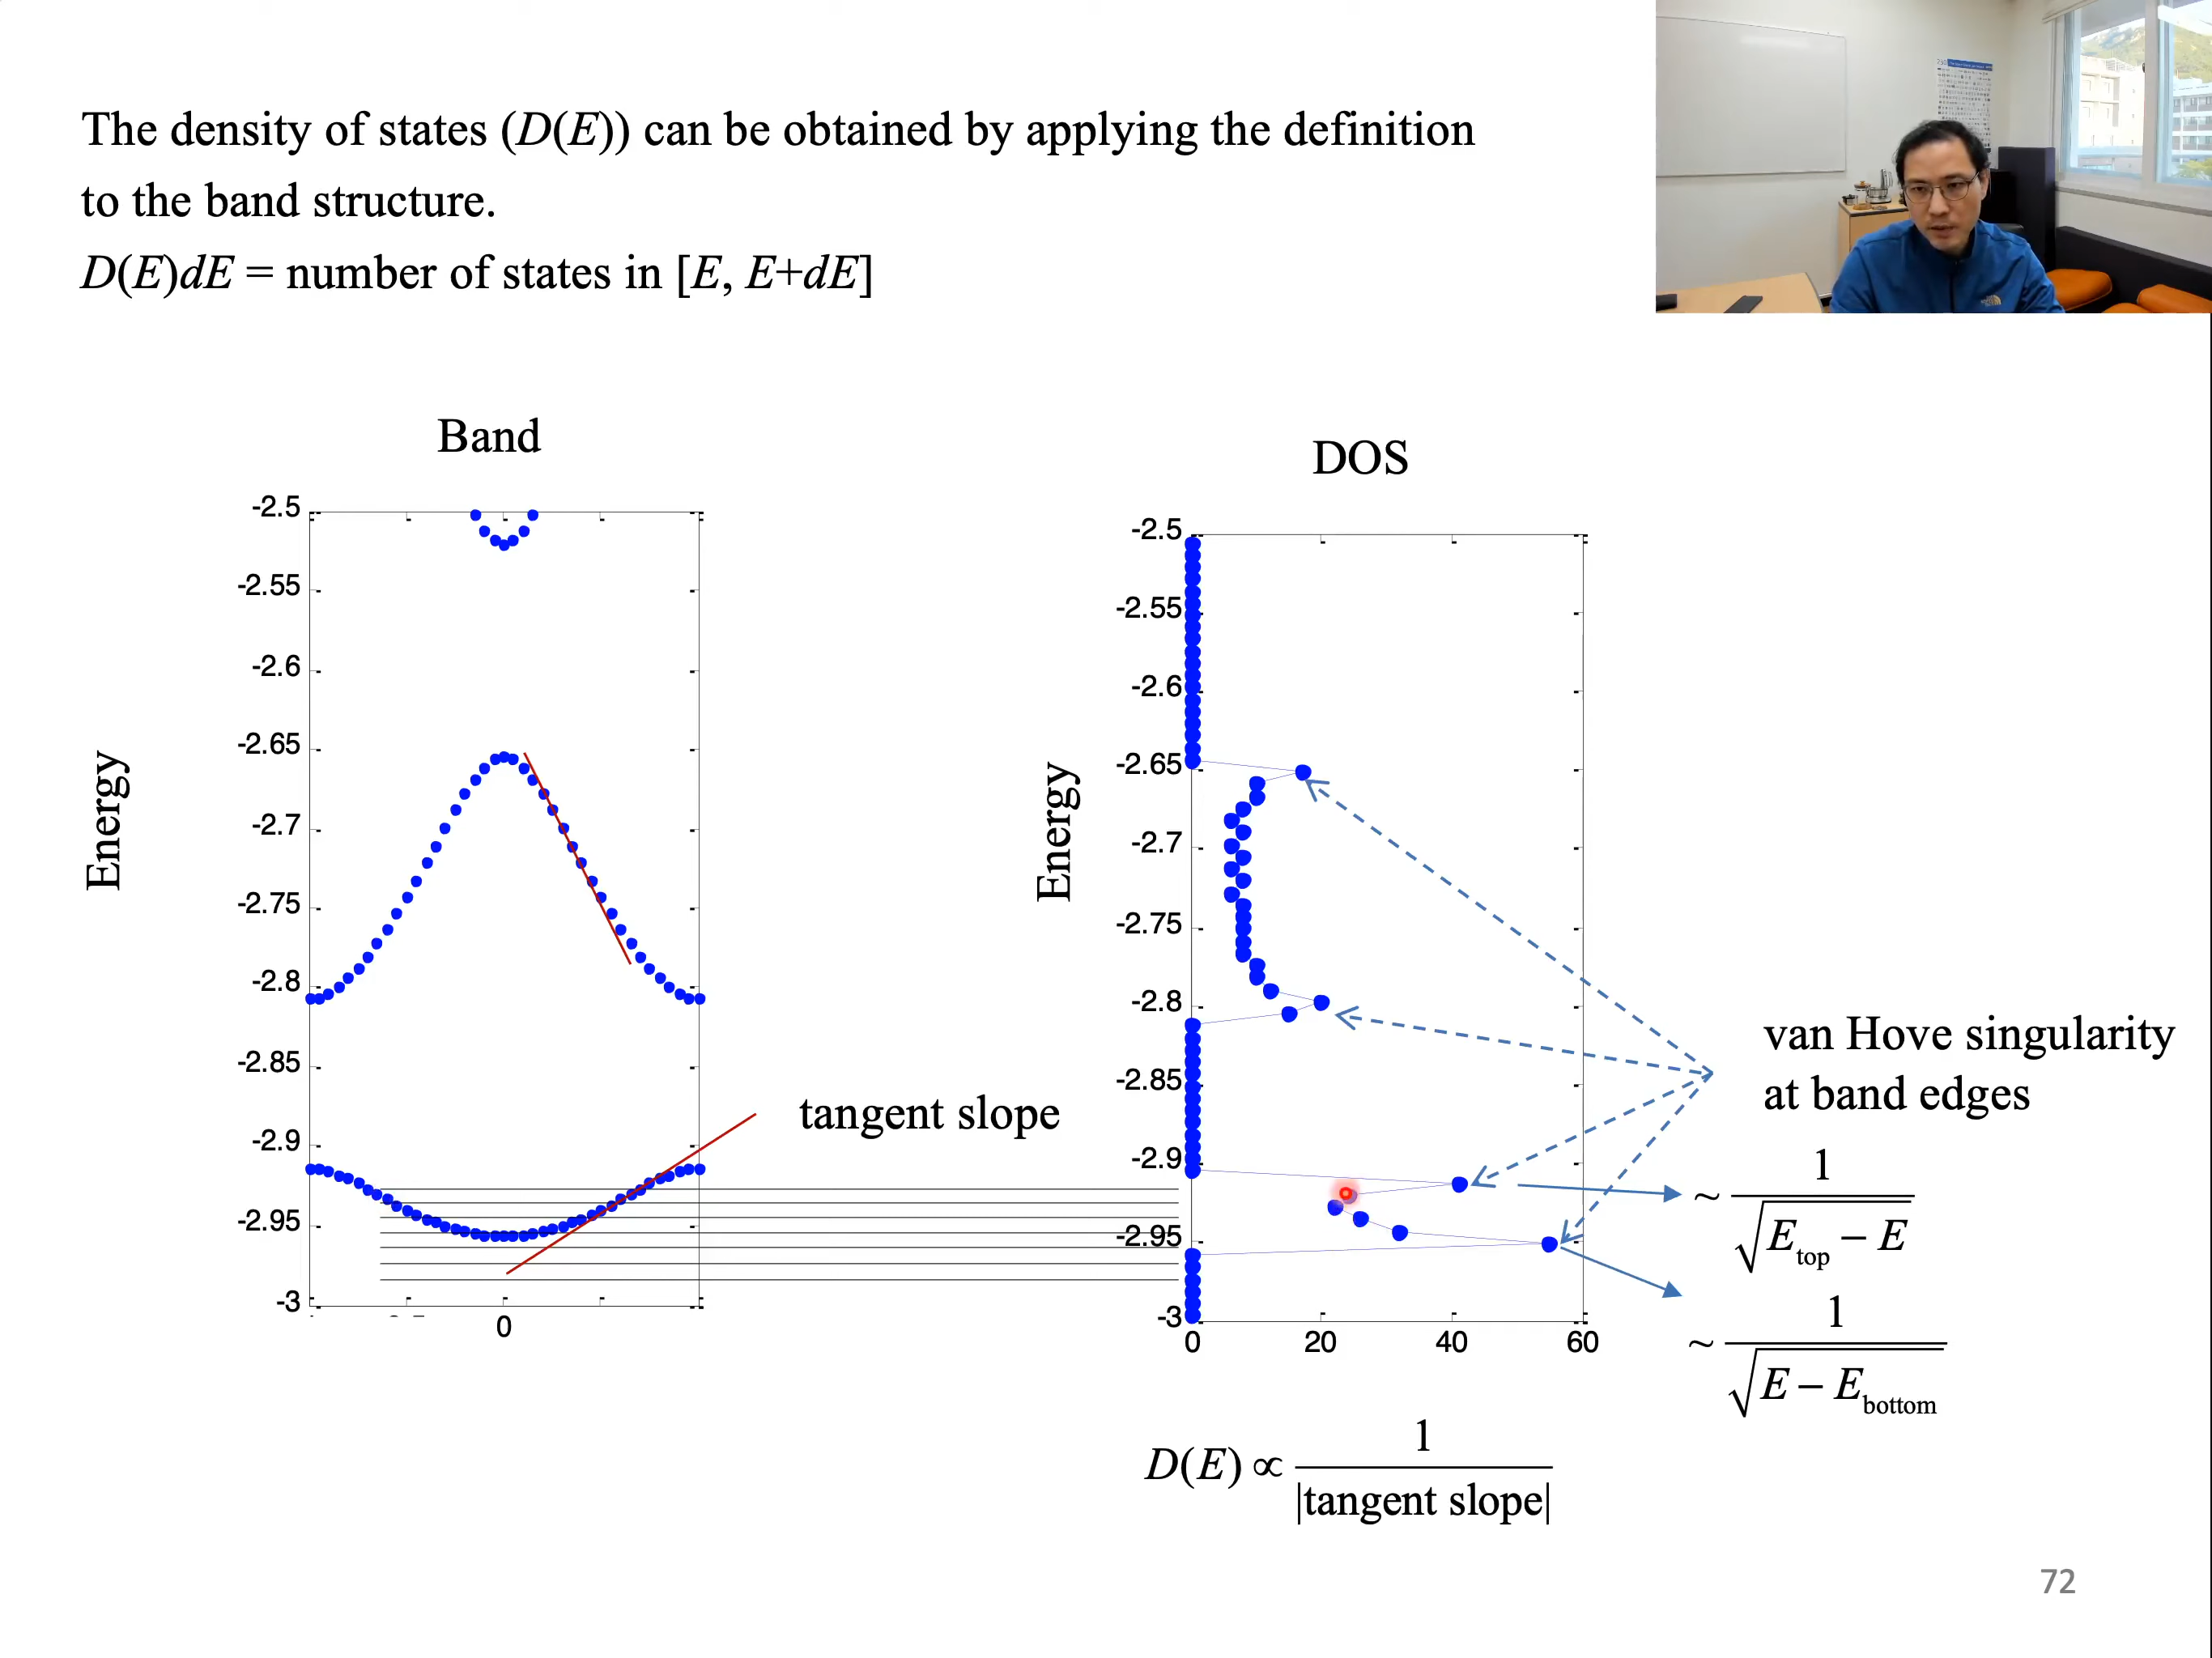 The density of states (D(E)) can be obtained by applying the definition
to the band structure.
D(E)dE = number of states in [E, E+dE]
Band
DOS
Energy
-2.5
-2.55
-2.6
-2.65
-2.7
-2.75
-2.8
-2.85
-2.9
-2.95
-3
0
tangent slope
Energy
-2.5
-2.55
-2.6
-2.65
-2.7
-2.75
-2.8
-2.85
-2.9
-2.95
-3
0 20 40 60
van Hove singularity
at band edges
~ 1 / √(E_top − E)
~ 1 / √(E − E_bottom)
D(E) ∝ 1 / |tangent slope|
72